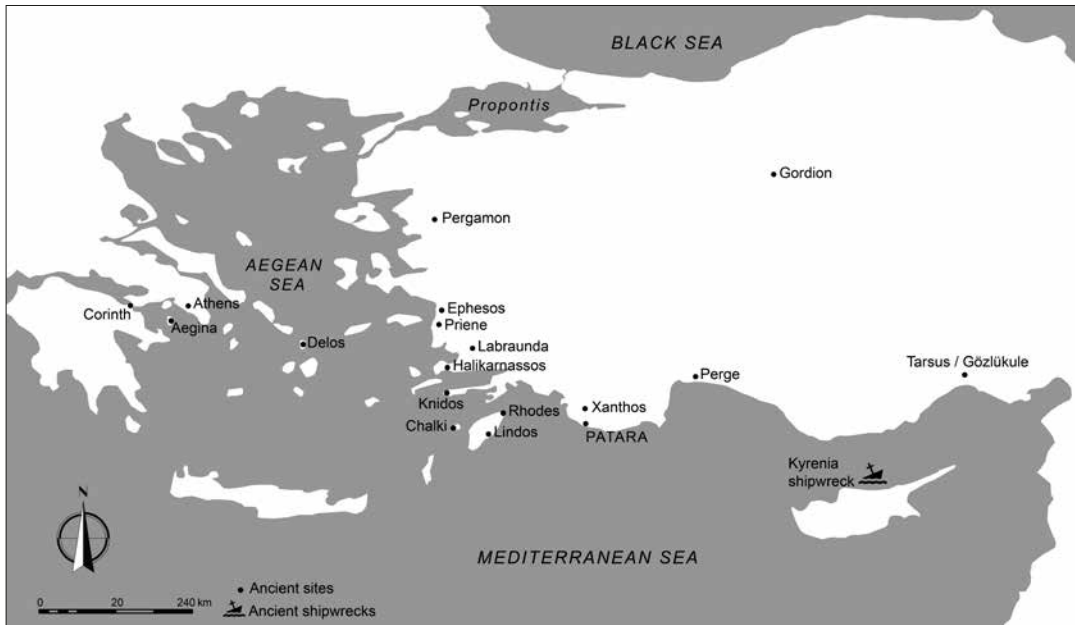 BLACK SEA
Propontis
Gordion
Pergamon
AEGEAN
SEA
Ephesos
Athens
Corinth
Priene
Aegina
Delos
Labraunda
Halikarnassos
Tarsus / Gözlükule
Perge
Knidos
Xanthos
Rhodes
Chalki
PATARA
Lindos
Kyrenia
shipwreck
N
MEDITERRANEAN SEA
Ancient sites
0 20 240 km
Ancient shipwrecks